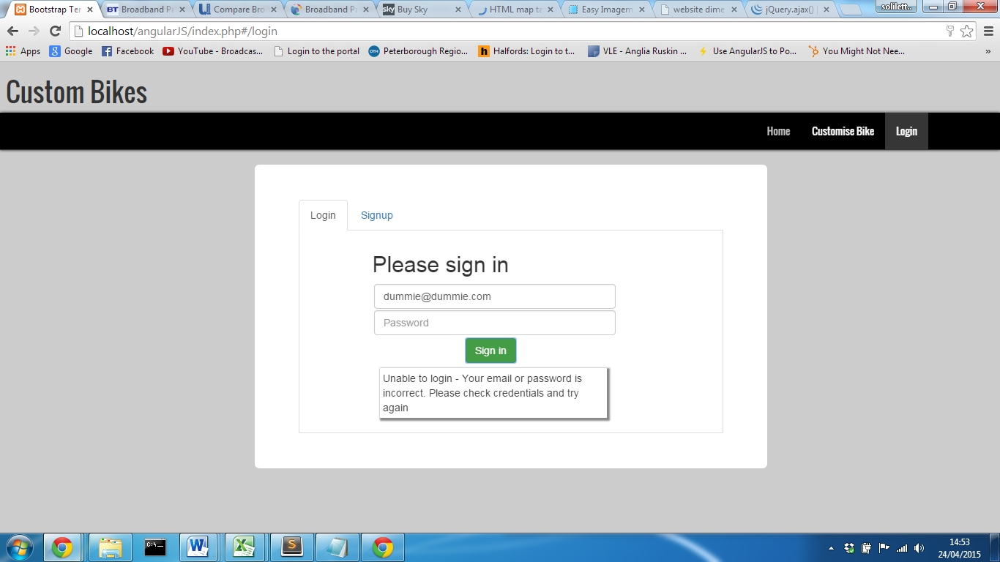 Bootstrap Ter
BT Broadband Pa
Compare Bro
Broadband Pa
sky Buy Sky
HTML map ta
Easy Imagem
website dime
jQuery.ajax() |
solilett..
localhost/angularJS/index.php#/login
Apps
Google
Facebook
YouTube - Broadcas...
Login to the portal
OTH Peterborough Regio...
h Halfords: Login to t...
VLE - Anglia Ruskin ...
Use AngularJS to Po...
You Might Not Nee...
»
Custom Bikes
Home
Customise Bike
Login
Login
Signup
Please sign in
dummie@dummie.com
Password
Sign in
Unable to login - Your email or password is
incorrect. Please check credentials and try
again
14:53
24/04/2015